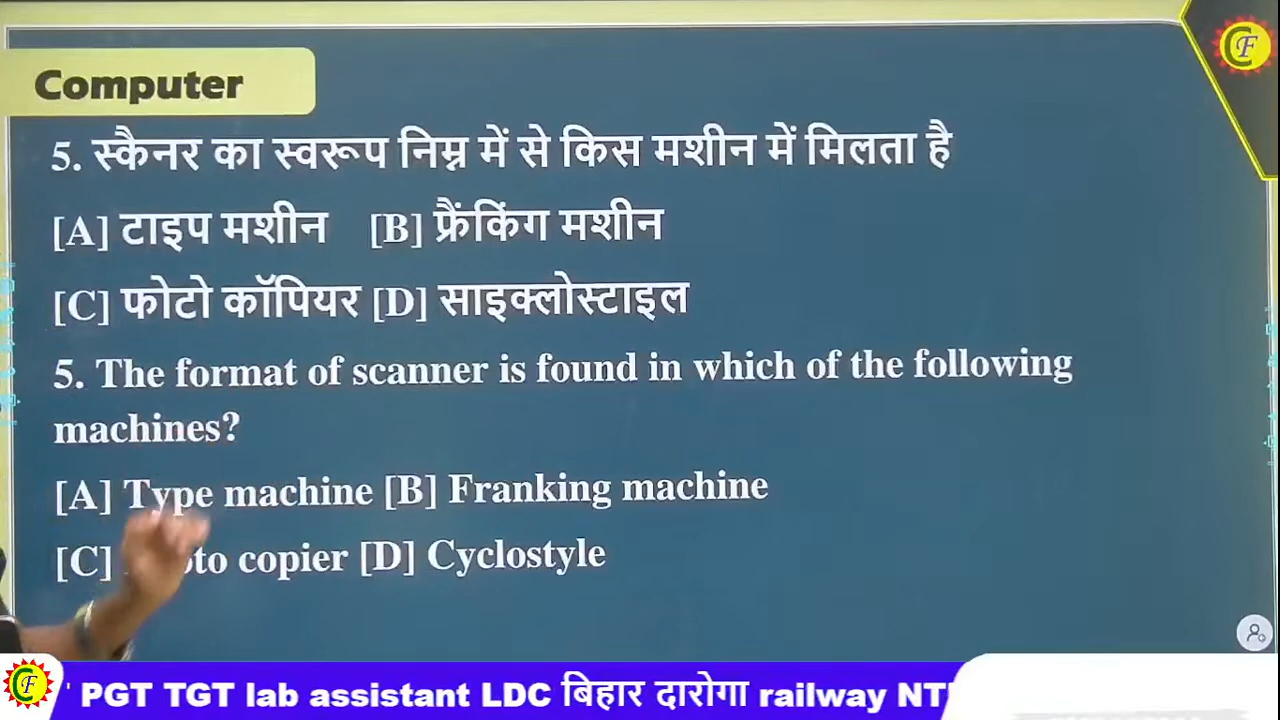 Computer
5. स्कैनर का स्वरूप निम्न में से किस मशीन में मिलता है
[A] टाइप मशीन [B] फ्रैंकिंग मशीन
[C] फोटो कॉपियर [D] साइक्लोस्टाइल
5. The format of scanner is found in which of the following
machines?
[A] Type machine [B] Franking machine
[C] copier [D] Cyclostyle
PGT TGT lab assistant LDC बिहार दारोगा railway